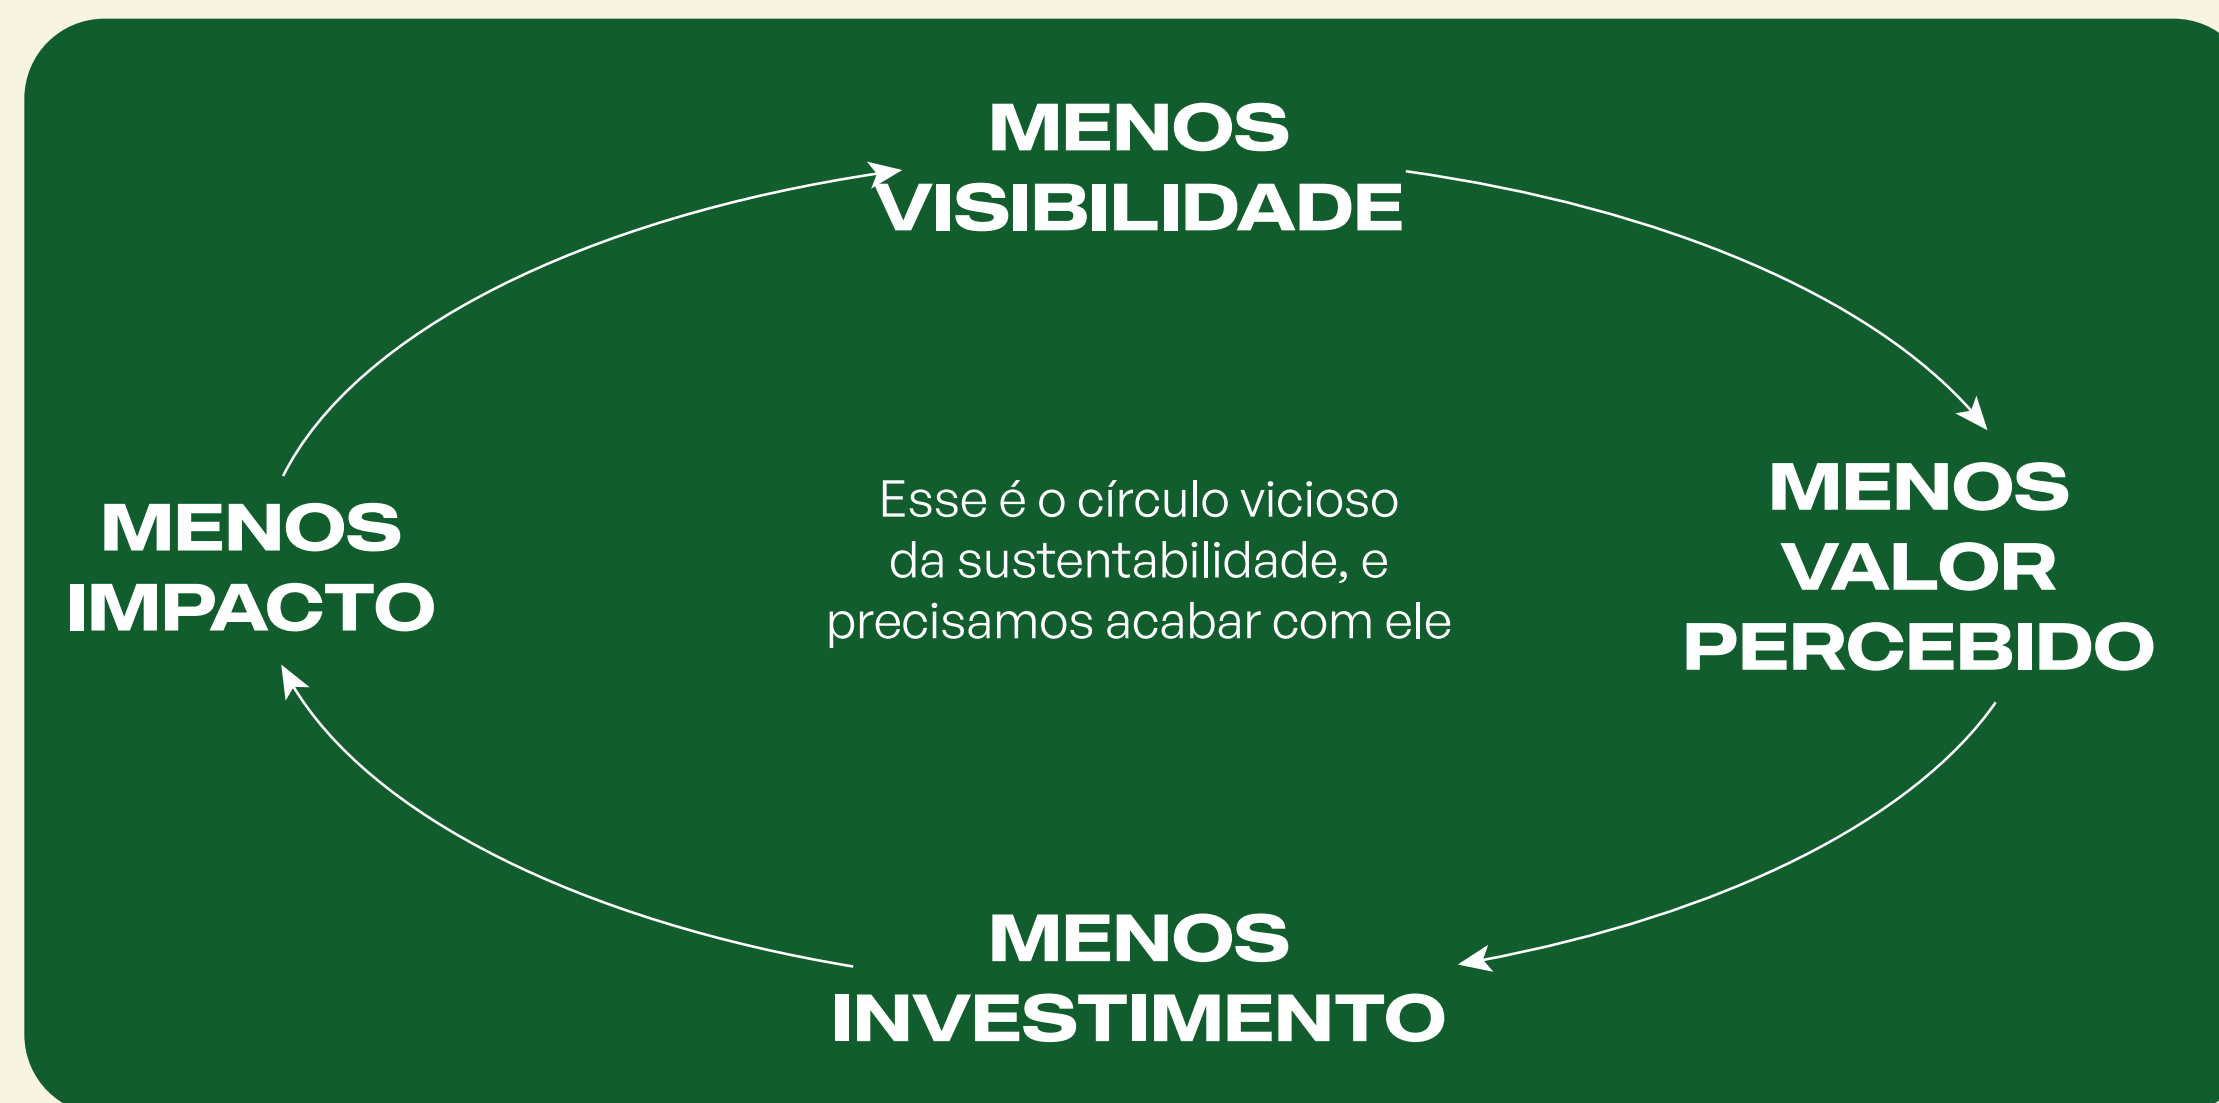 MENOS
VISIBILIDADE
MENOS
VALOR
PERCEBIDO
MENOS
INVESTIMENTO
MENOS
IMPACTO
Esse é o círculo vicioso
da sustentabilidade, e
precisamos acabar com ele